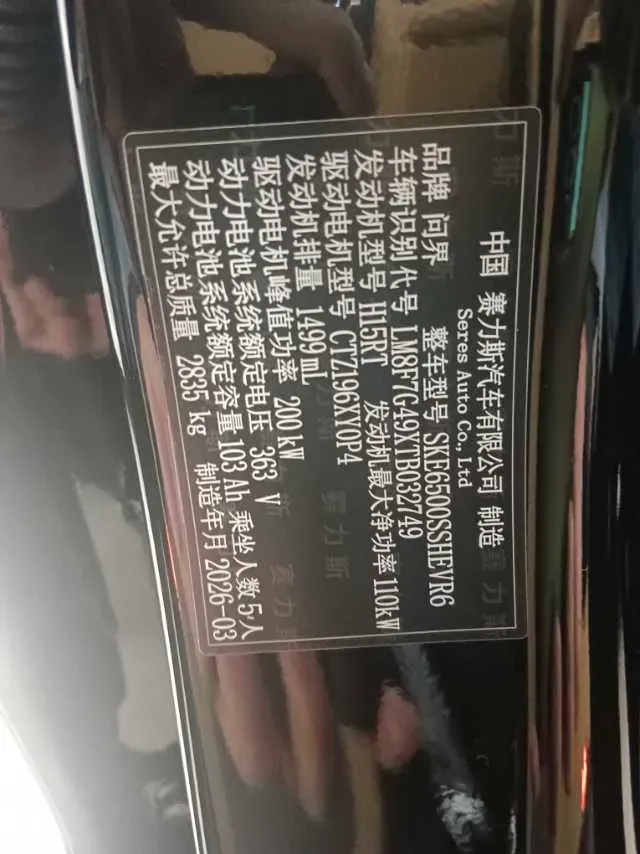 中国 赛力斯汽车有限公司 制造
Seres Auto Co., Ltd
品牌 问界 整车型号 SKE6500SSHEVR6
车辆识别代号 LM8F7G49XTB032749
发动机型号 H15RT 发动机最大净功率 110kW
驱动电机型号 CTZ196XY0P4
发动机排量 1499 mL
驱动电机峰值功率 200 kW
动力电池系统额定电压 363 V
动力电池系统额定容量 103 Ah 乘坐人数 5人
最大允许总质量 2835 kg 制造年月 2026-03